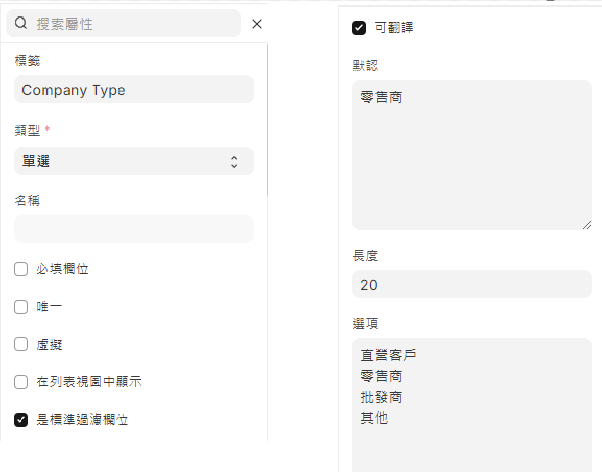 搜索屬性
標籤
Company Type
類型 *
單選
名稱
必填欄位
唯一
虛擬
在列表視圖中顯示
是標準過濾欄位
可翻譯
默認
零售商
長度
20
選項
直營客戶
零售商
批發商
其他